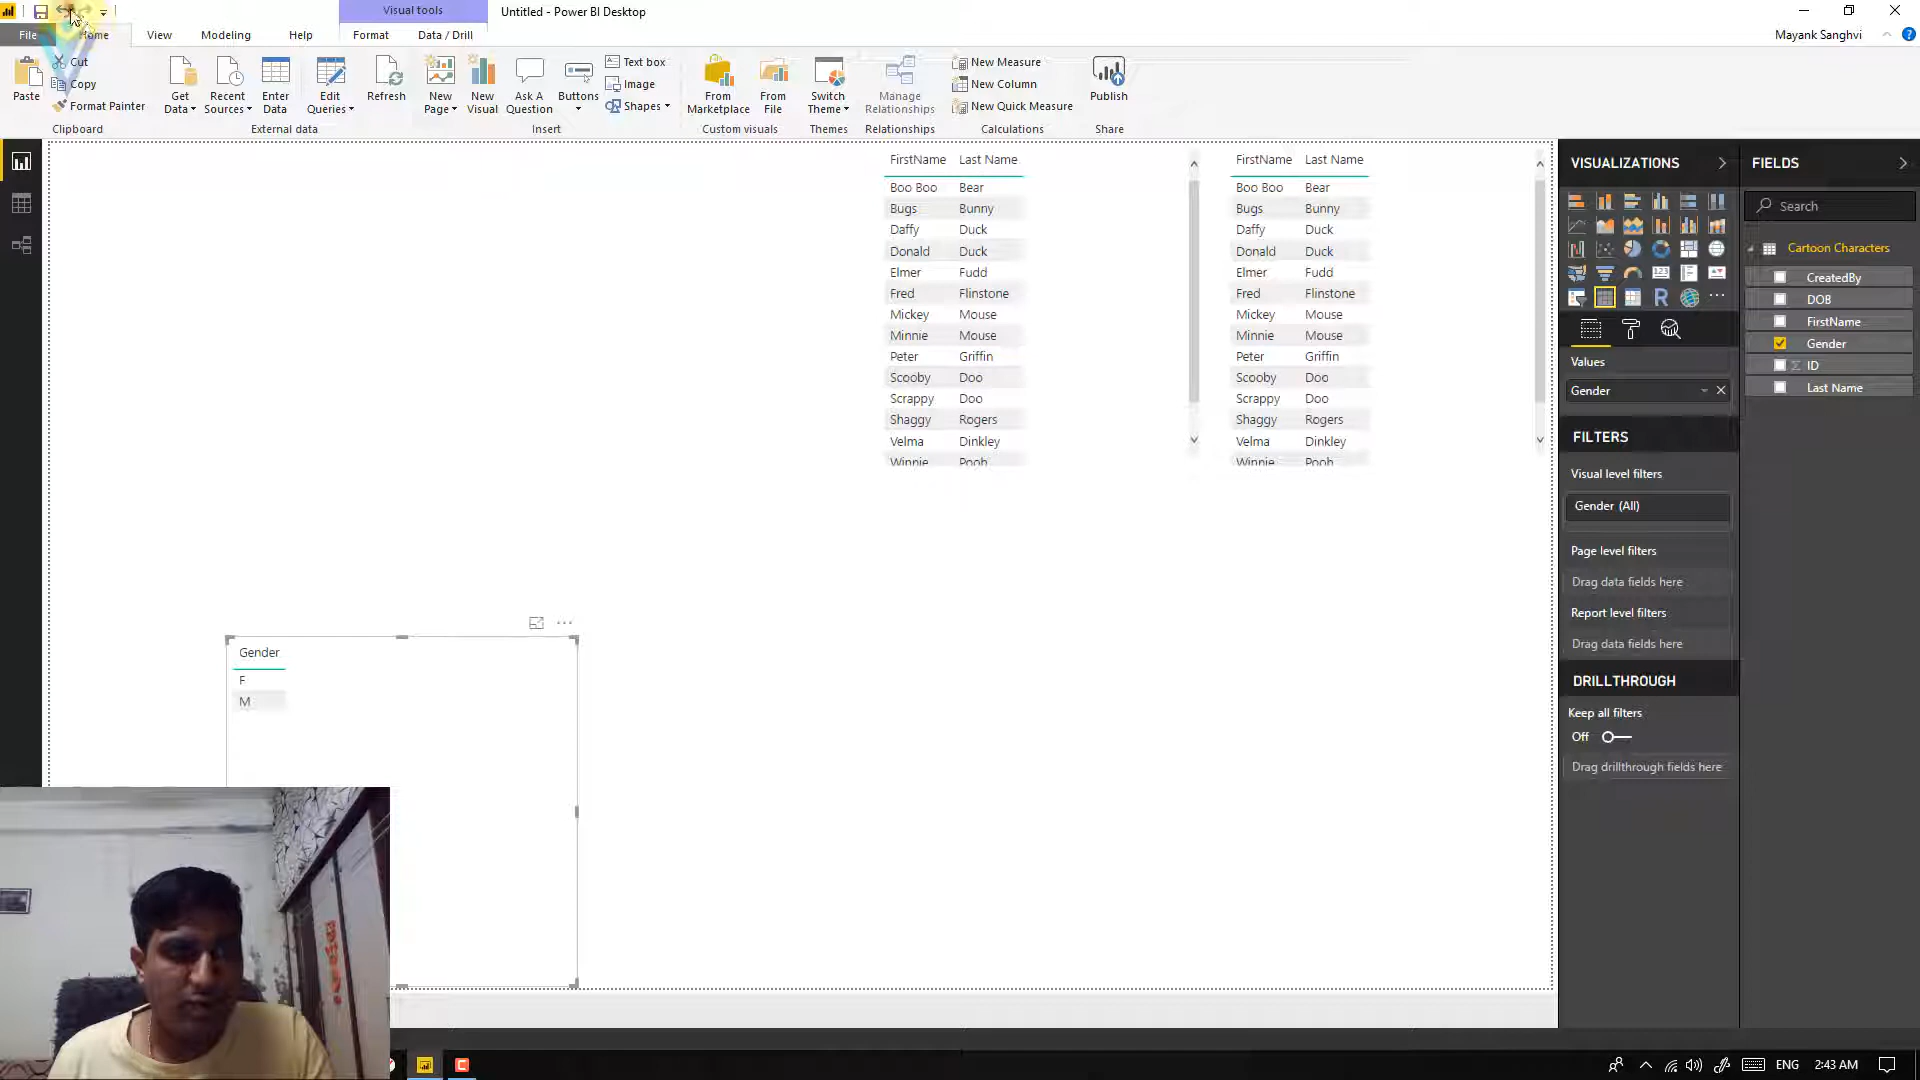 Visual tools
Untitled - Power BI Desktop
File
Home
View
Modeling
Help
Format
Data / Drill
Mayank Sanghvi
Paste
Cut
Copy
Format Painter
Clipboard
Get Data
Recent Sources
Enter Data
Edit Queries
Refresh
External data
New Page
New Visual
Ask A Question
Buttons
Text box
Image
Shapes
Insert
From Marketplace
From File
Custom visuals
Switch Theme
Themes
Manage Relationships
Relationships
New Measure
New Column
New Quick Measure
Calculations
Publish
Share
FirstName Last Name
Boo Boo Bear
Bugs Bunny
Daffy Duck
Donald Duck
Elmer Fudd
Fred Flinstone
Mickey Mouse
Minnie Mouse
Peter Griffin
Scooby Doo
Scrappy Doo
Shaggy Rogers
Velma Dinkley
Winnie Pooh
FirstName Last Name
Boo Boo Bear
Bugs Bunny
Daffy Duck
Donald Duck
Elmer Fudd
Fred Flinstone
Mickey Mouse
Minnie Mouse
Peter Griffin
Scooby Doo
Scrappy Doo
Shaggy Rogers
Velma Dinkley
Winnie Pooh
Gender
F
M
VISUALIZATIONS
123
R
Values
Gender
FILTERS
Visual level filters
Gender (All)
Page level filters
Drag data fields here
Report level filters
Drag data fields here
DRILLTHROUGH
Keep all filters
Off
Drag drillthrough fields here
FIELDS
Search
Cartoon Characters
CreatedBy
DOB
FirstName
Gender
Σ ID
Last Name
ENG
2:43 AM